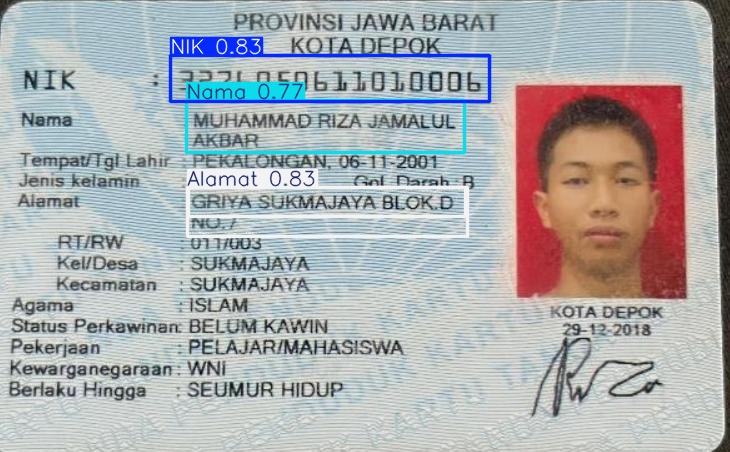 PROVINSI JAWA BARAT
KOTA DEPOK
NIK 0.83
NIK :
Nama 0.77
Nama MUHAMMAD RIZA JAMALUL
AKBAR
Tempat/Tgl Lahir : PEKALONGAN, 06-11-2001
Alamat 0.83
Jenis kelamin Gol. Darah : B
Alamat GRIYA SUKMAJAYA BLOK.D
NO.7
RT/RW : 011/003
Kel/Desa : SUKMAJAYA
Kecamatan : SUKMAJAYA
Agama : ISLAM
Status Perkawinan: BELUM KAWIN
Pekerjaan : PELAJAR/MAHASISWA
Kewarganegaraan : WNI
Berlaku Hingga : SEUMUR HIDUP
KOTA DEPOK
29-12-2018